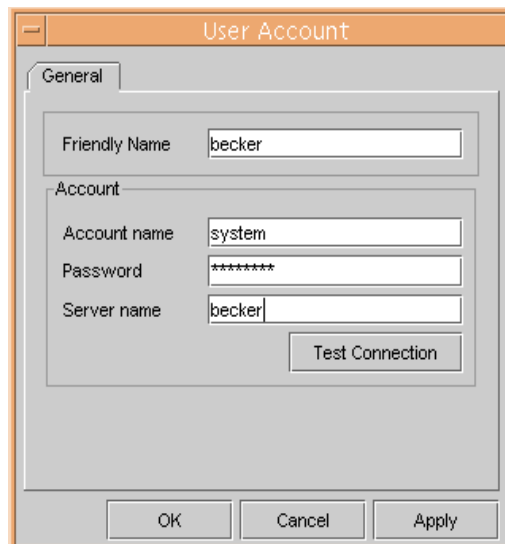 User Account
General
Friendly Name becker
Account
Account name system
Password ********
Server name becker
Test Connection
OK Cancel Apply